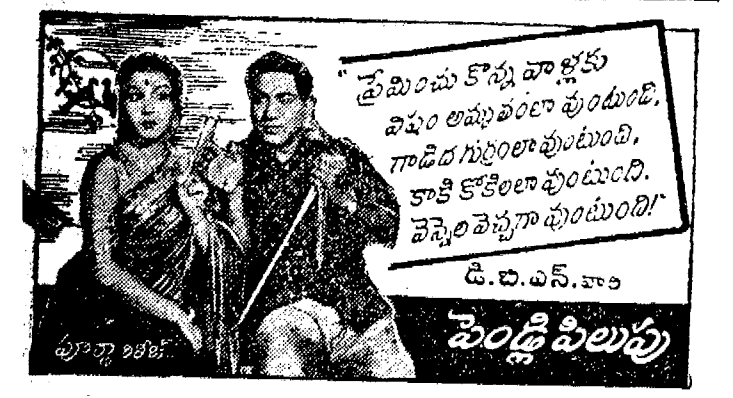 "ప్రేమించు కొన్న వాళ్లకు
విషం అమృతంలా వుంటుంది,
గాడిద గుర్రంలా వుంటుంది,
కాకి కోకిలలా వుంటుంది.
వెన్నెల వెచ్చగా వుంటుంది!"
డి.బి.ఎన్. వారి
పెండ్లి పిలుపు
పూర్ణా రిలీజ్